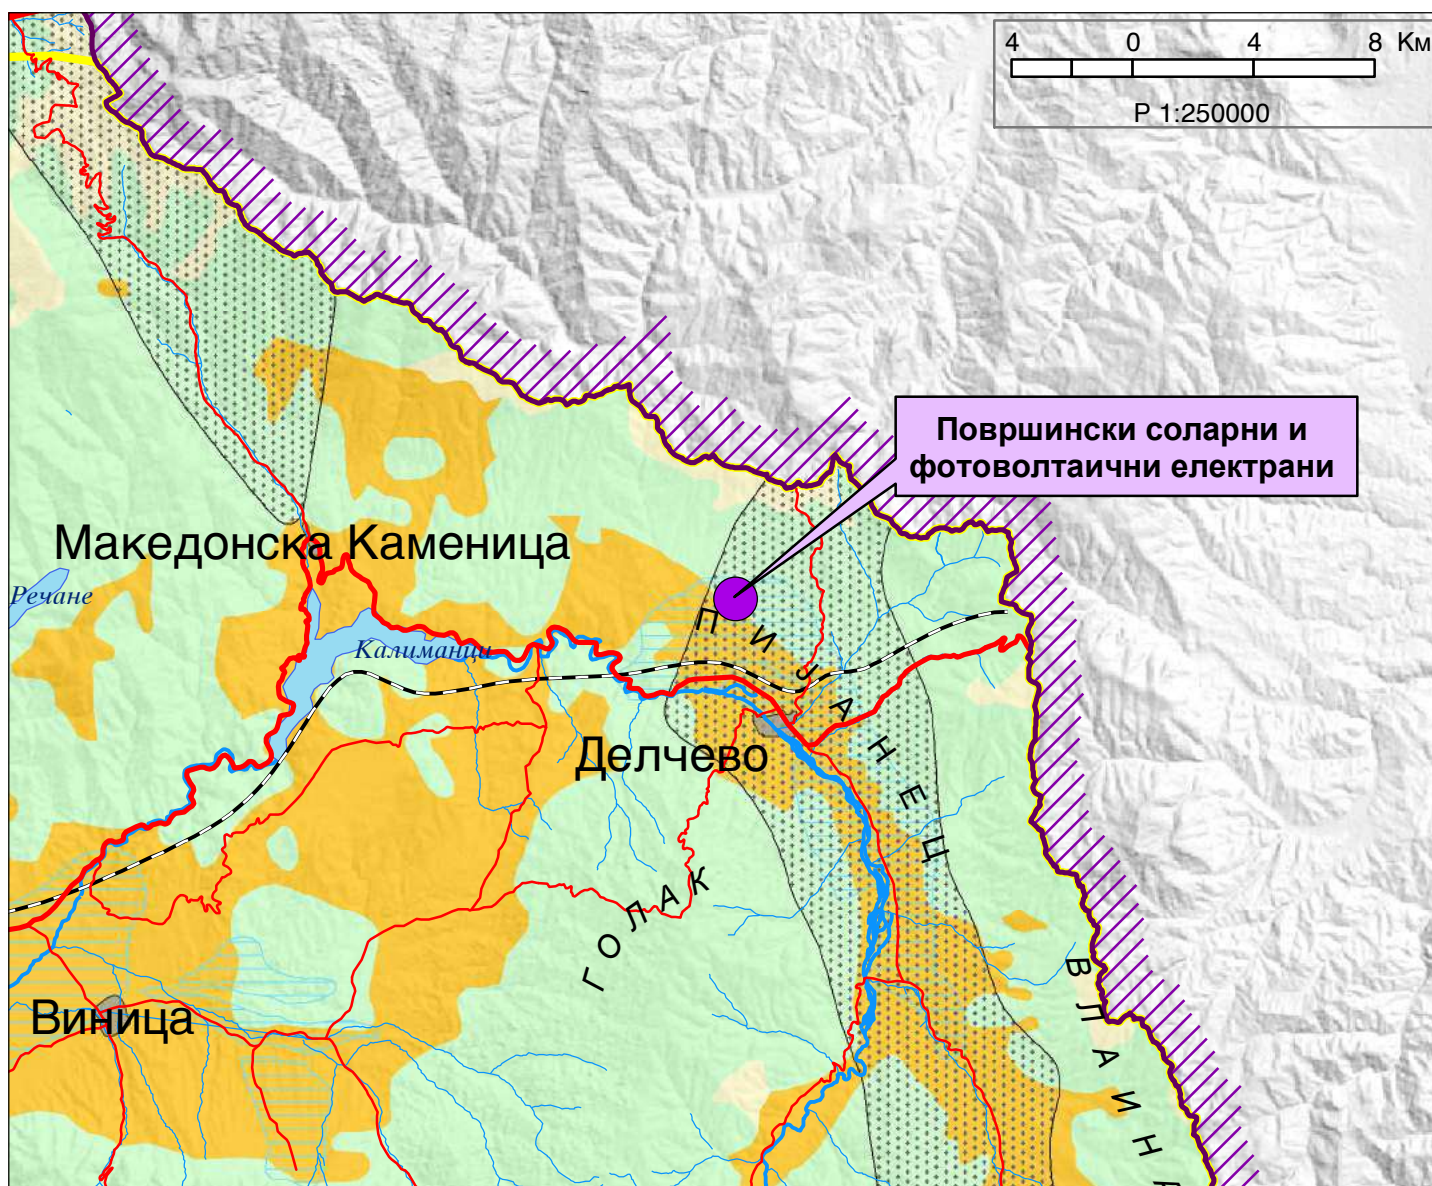 4 0 4 8 Км
Р 1:250000
Површински соларни и
фотоволтаични електрани
Македонска Каменица
Речане
Калиманци
ПИЈАНЕЦ
Делчево
ГОЛАК
Виница
ВЛАИНА